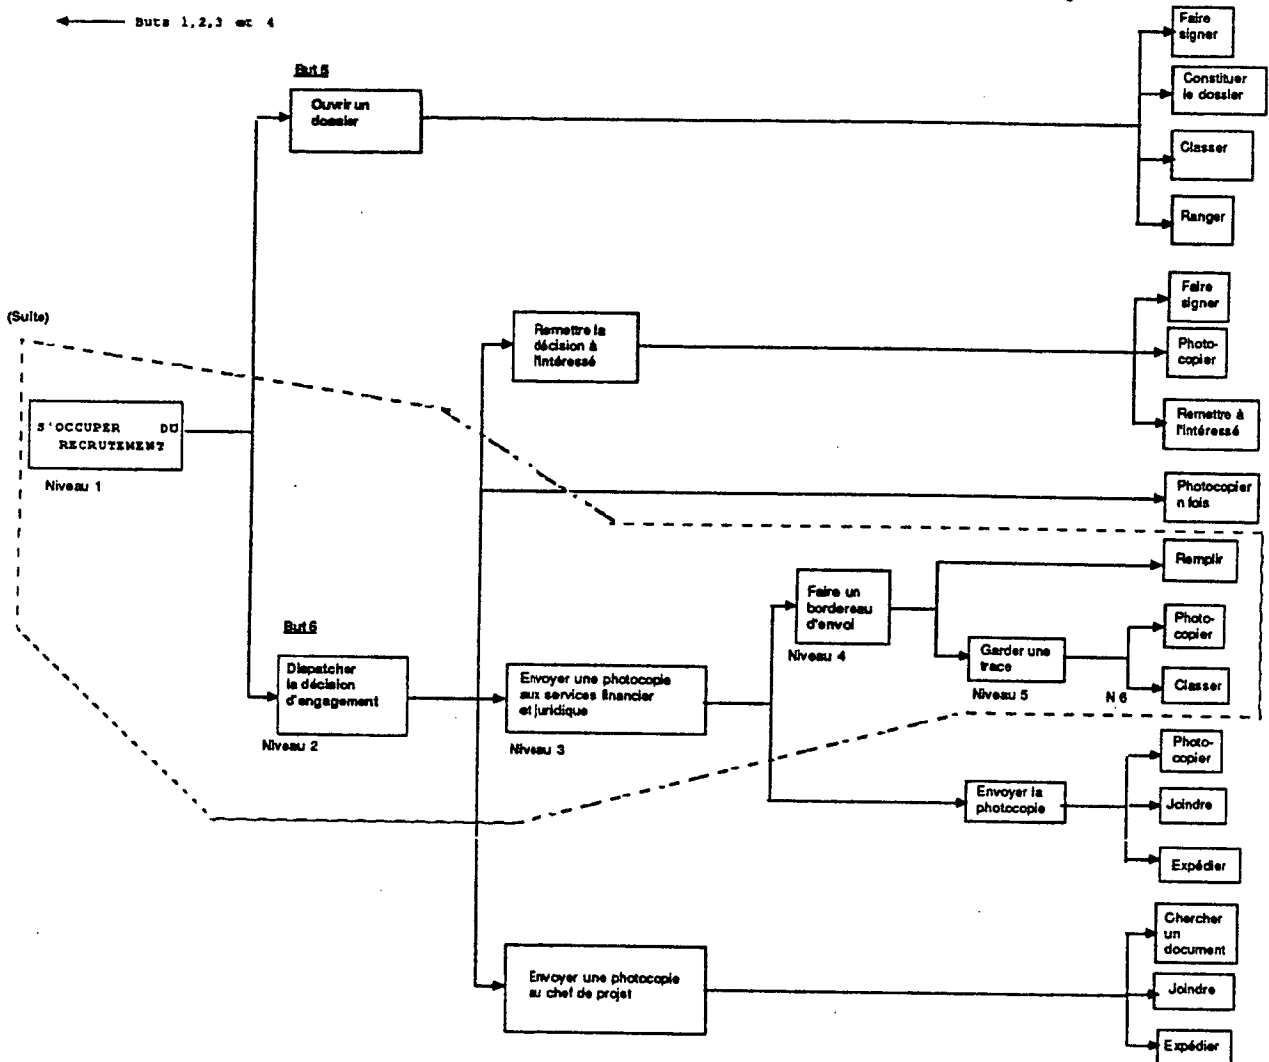 Buts 1,2,3 et 4
Faire
signer
But 5
Ouvrir un
dossier
Constituer
le dossier
Classer
Ranger
(Suite)
Faire
signer
Remettre la
décision à
l'intéressé
Photo-
copier
S'OCCUPER DU
RECRUTEMENT
Remettre à
l'intéressé
Niveau 1
Photocopier
n fois
Remplir
Faire un
bordereau
d'envoi
Photo-
copier
But 6
Niveau 4
Garder une
trace
Dispatcher
la décision
d'engagement
Envoyer une photocopie
aux services financier
et juridique
Classer
Niveau 5
N 6
Niveau 2
Niveau 3
Photo-
copier
Envoyer la
photocopie
Joindre
Expédier
Chercher
un
document
Envoyer une photocopie
au chef de projet
Joindre
Expédier